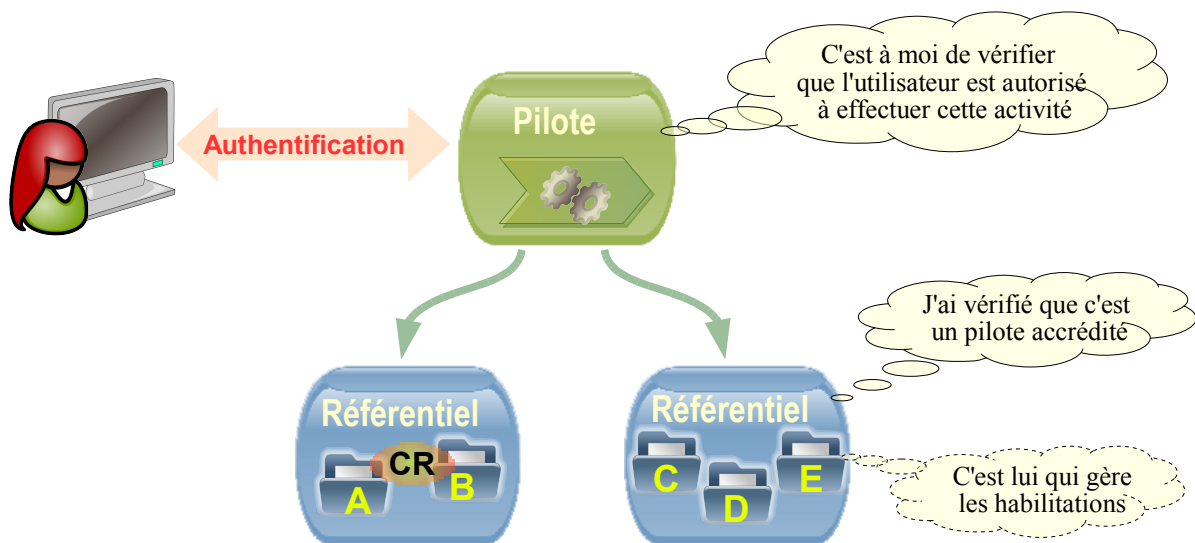 C'est à moi de vérifier
que l'utilisateur est autorisé
à effectuer cette activité
Pilote
Authentification
J'ai vérifié que c'est
un pilote accrédité
Référentiel
CR
A
B
Référentiel
C
D
E
C'est lui qui gère
les habilitations